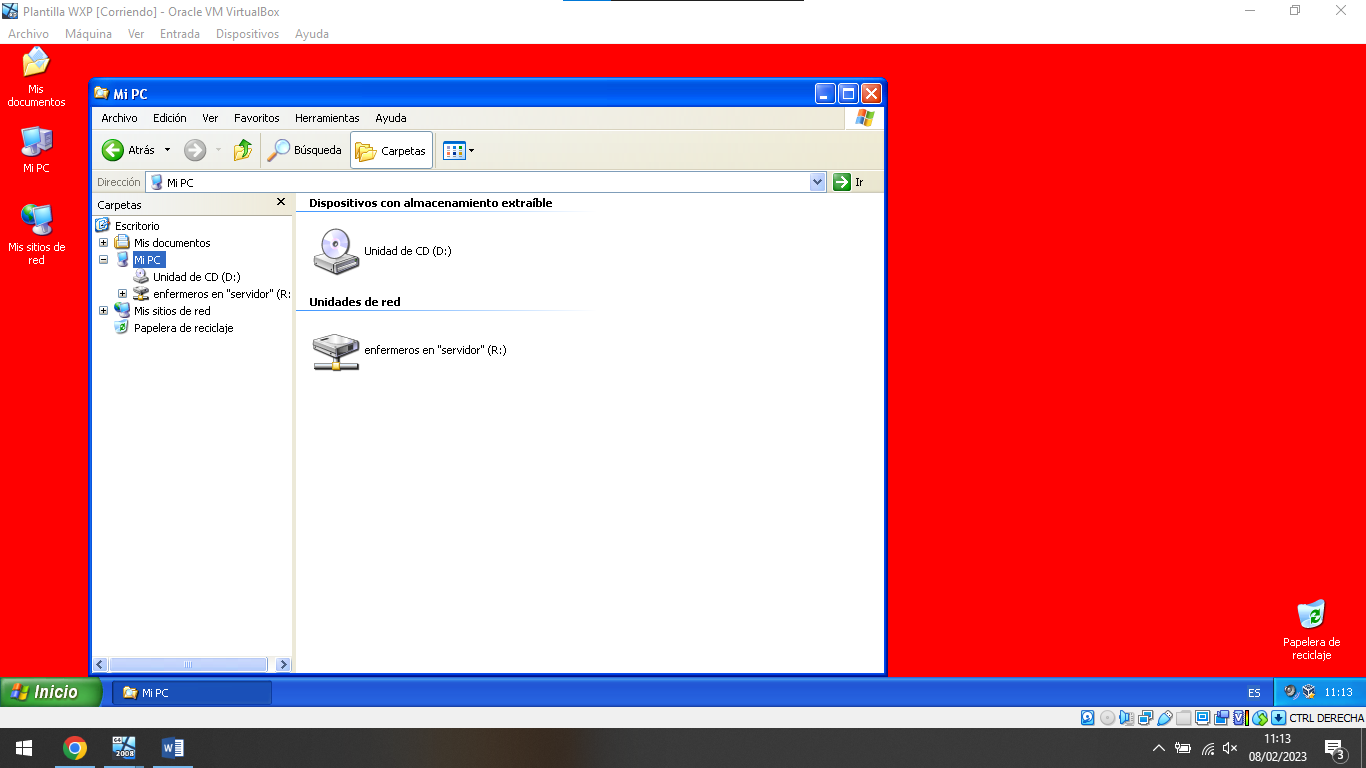 Plantilla WXP [Corriendo] - Oracle VM VirtualBox
Archivo Máquina Ver Entrada Dispositivos Ayuda
Mis
documentos
Mi PC
Mis sitios de
red
Mi PC
Archivo Edición Ver Favoritos Herramientas Ayuda
Atrás Búsqueda Carpetas
Dirección Mi PC Ir
Carpetas
Escritorio
Mis documentos
Mi PC
Unidad de CD (D:)
enfermeros en "servidor" (R:
Mis sitios de red
Papelera de reciclaje
Dispositivos con almacenamiento extraíble
Unidad de CD (D:)
Unidades de red
enfermeros en "servidor" (R:)
Papelera de
reciclaje
Inicio Mi PC ES 11:13
CTRL DERECHA
2008
11:13
08/02/2023
3